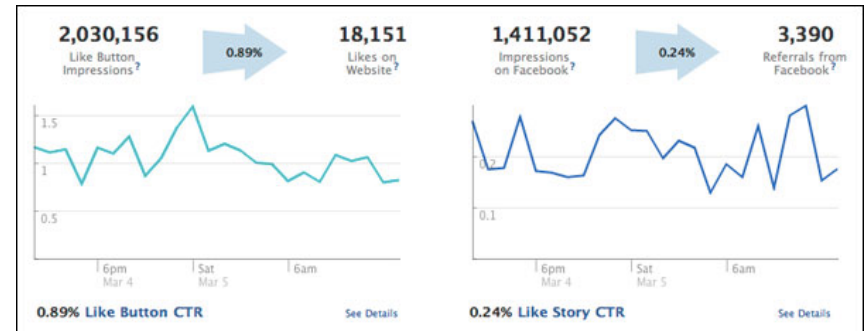 2,030,156
Like Button
Impressions?
0.89%
18,151
Likes on
Website?
1,411,052
Impressions
on Facebook?
0.24%
3,390
Referrals from
Facebook?
1.5
1
0.5
6pm
Mar 4
Sat
Mar 5
6am
0.89% Like Button CTR
See Details
0.2
0.1
6pm
Mar 4
Sat
Mar 5
6am
0.24% Like Story CTR
See Details